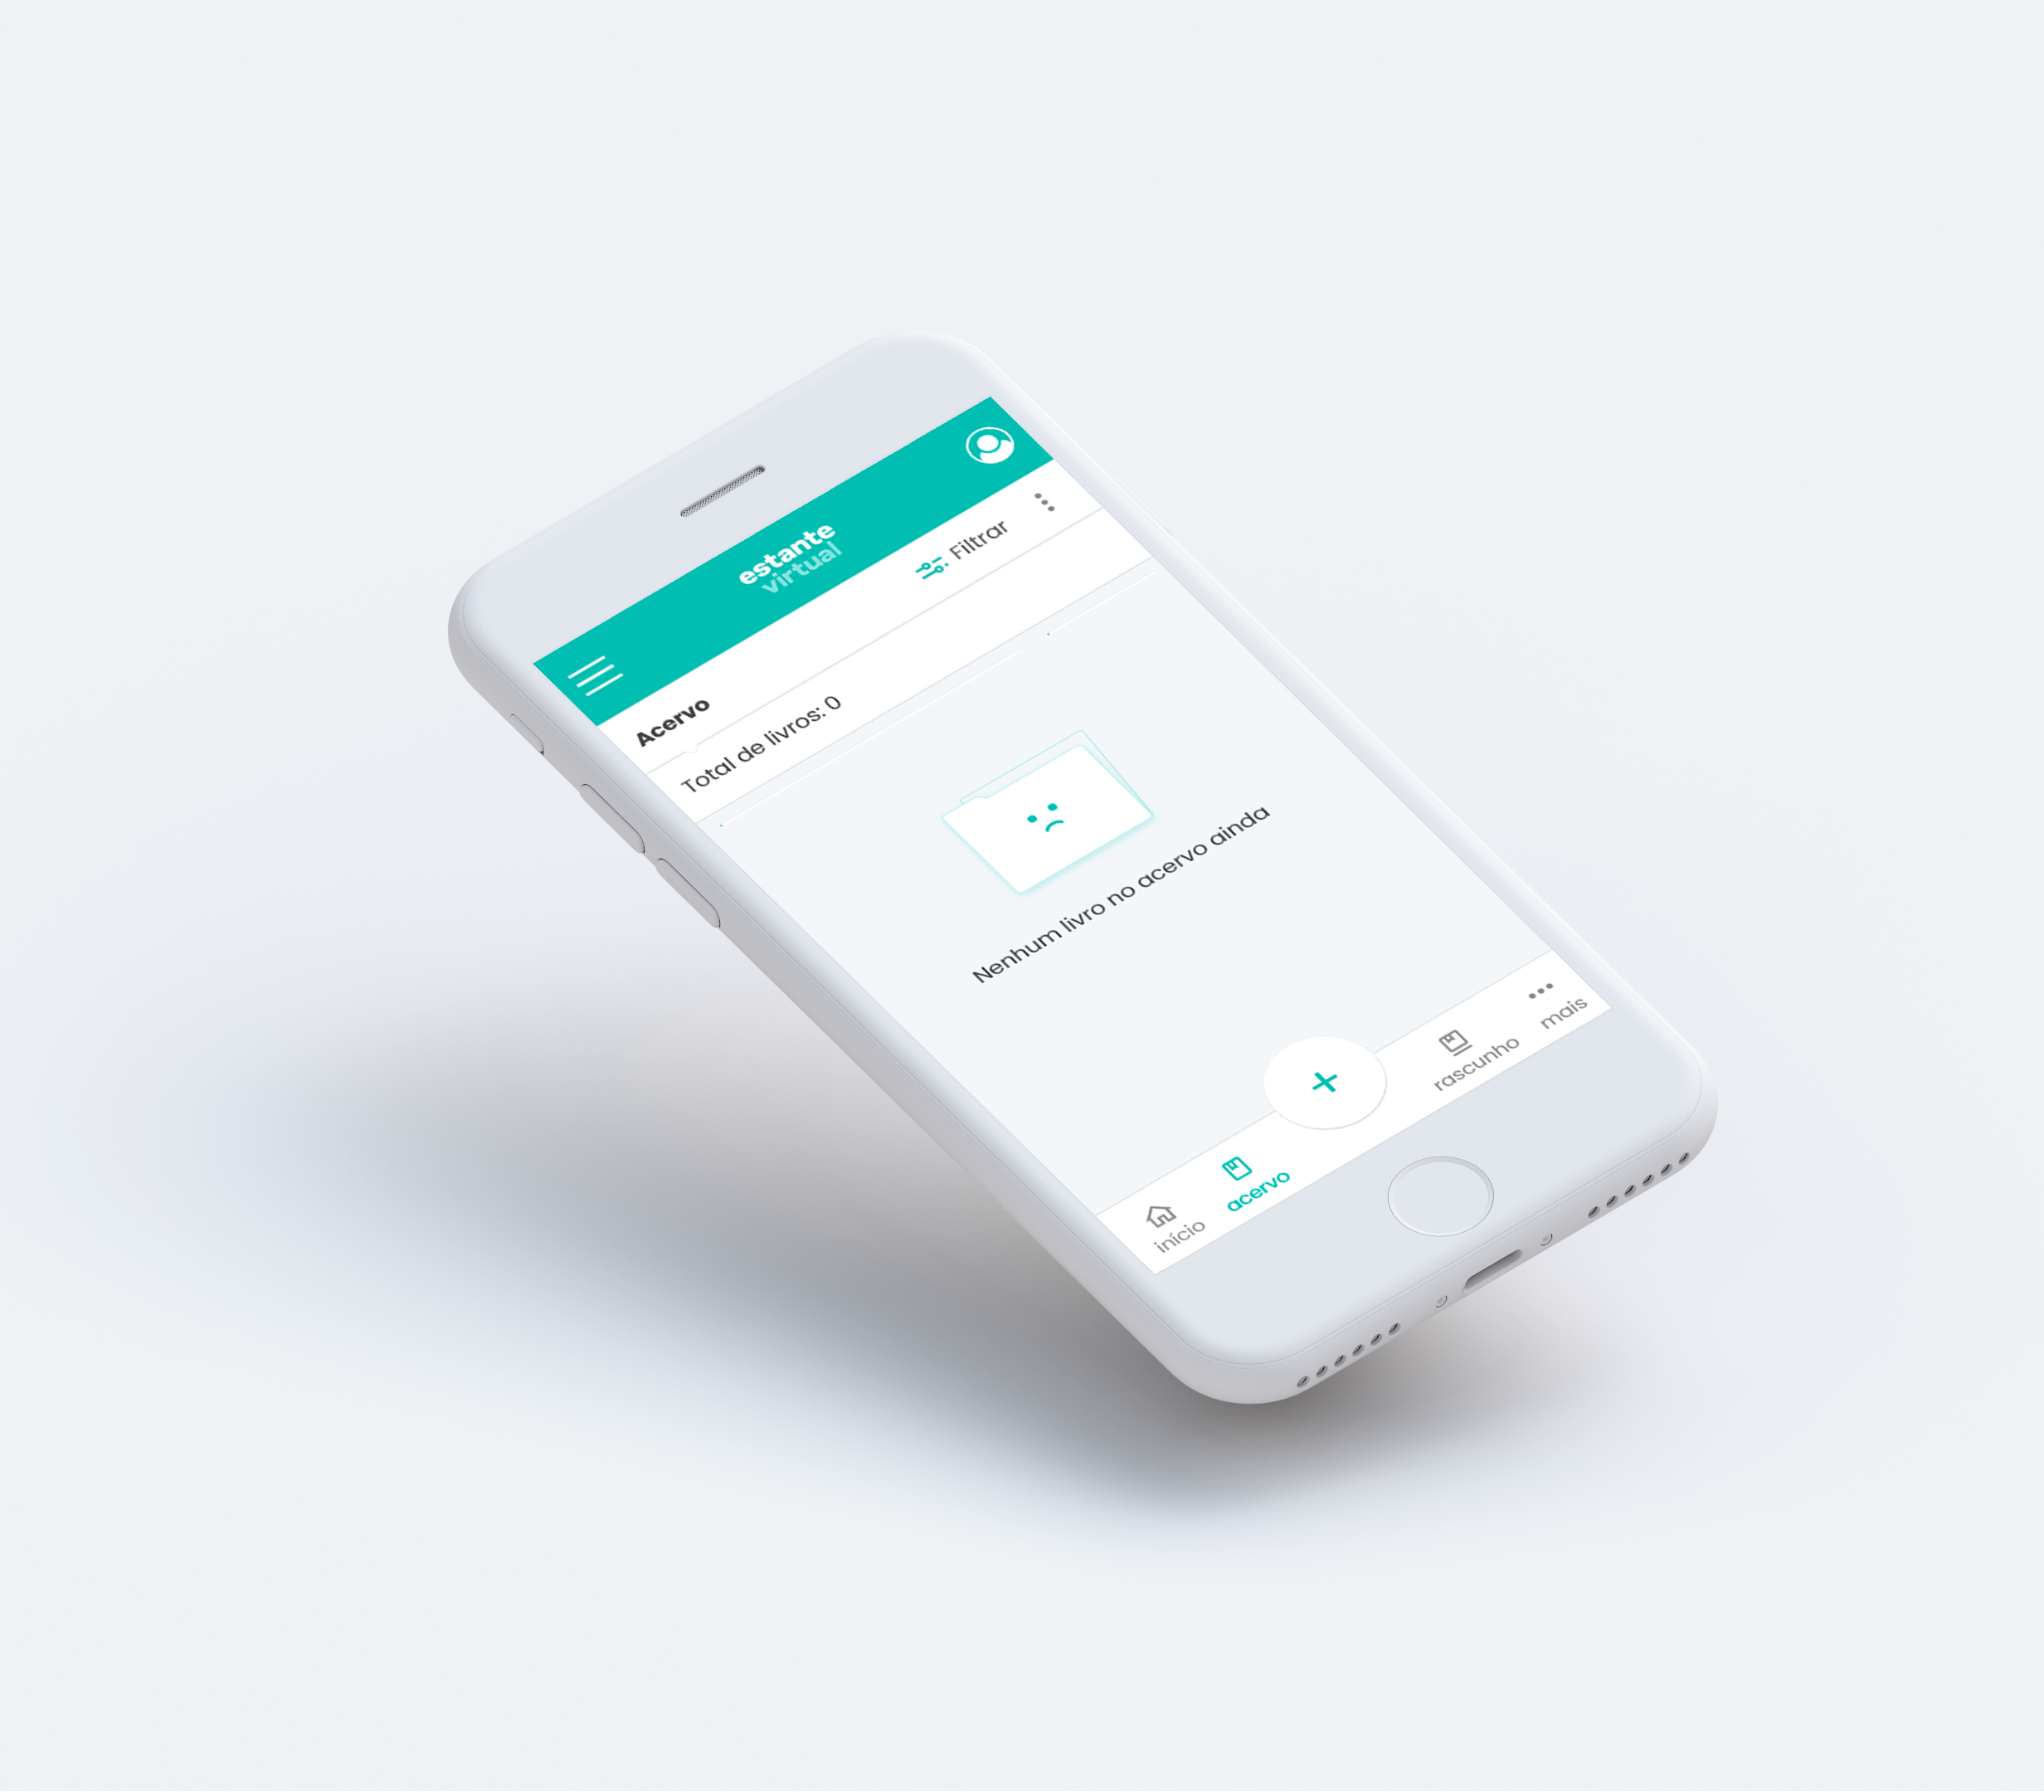 estante
virtual
Acervo
Filtrar
Total de livros: 0
Nenhum livro no acervo ainda
início
acervo
rascunho
mais